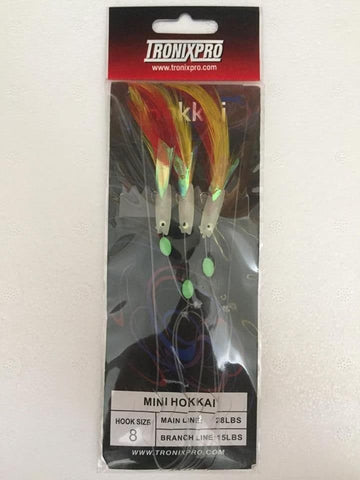 TRONIXPRO
www.tronixpro.com
MINI HOKKAI
HOOK SIZE
8
MAIN LINE 28LBS
BRANCH LINE 15LBS
WWW.TRONIXPRO.COM